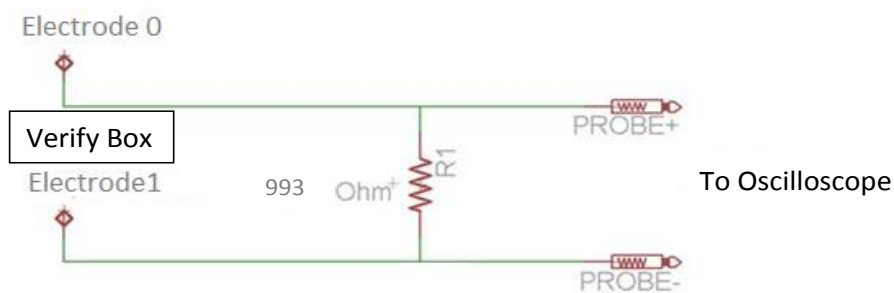 Electrode 0
PROBE+
Verify Box
Electrode1
993
Ohm
R1
To Oscilloscope
PROBE-